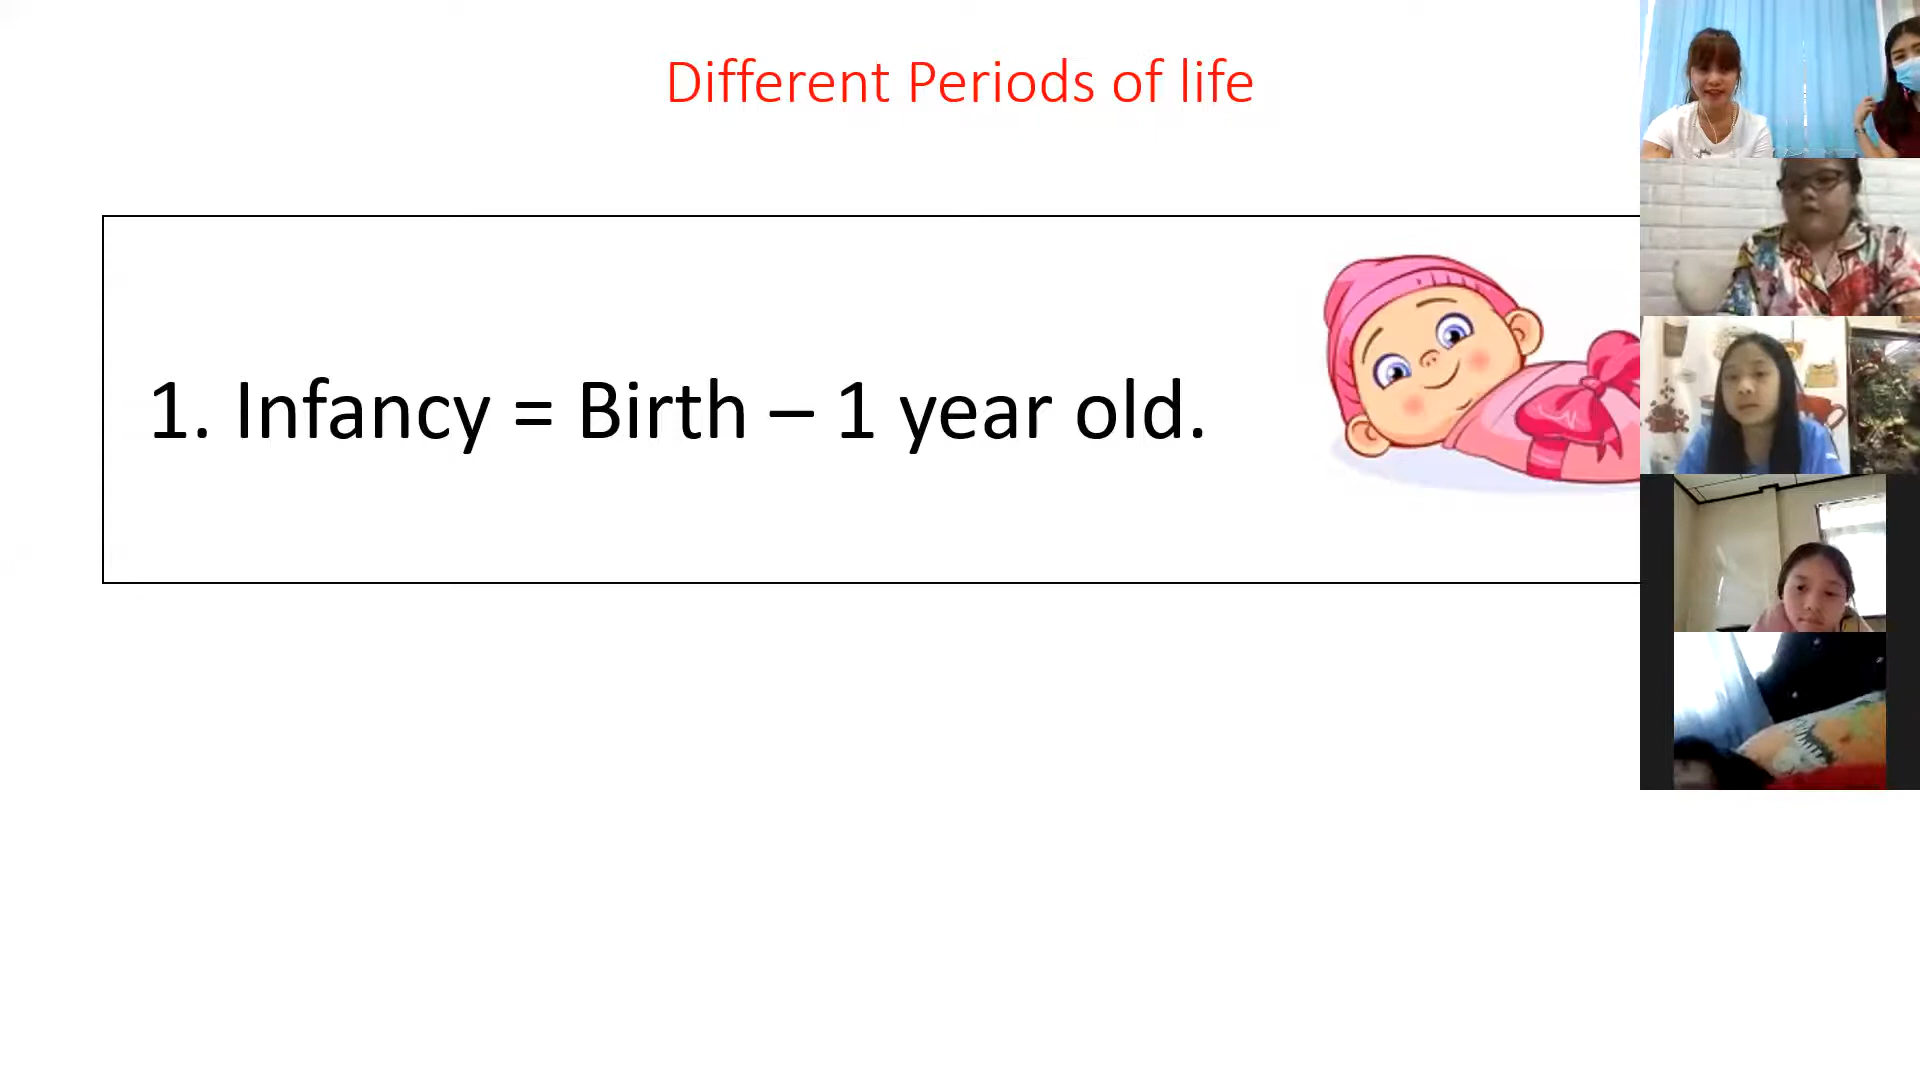 Different Periods of life
1. Infancy = Birth – 1 year old.